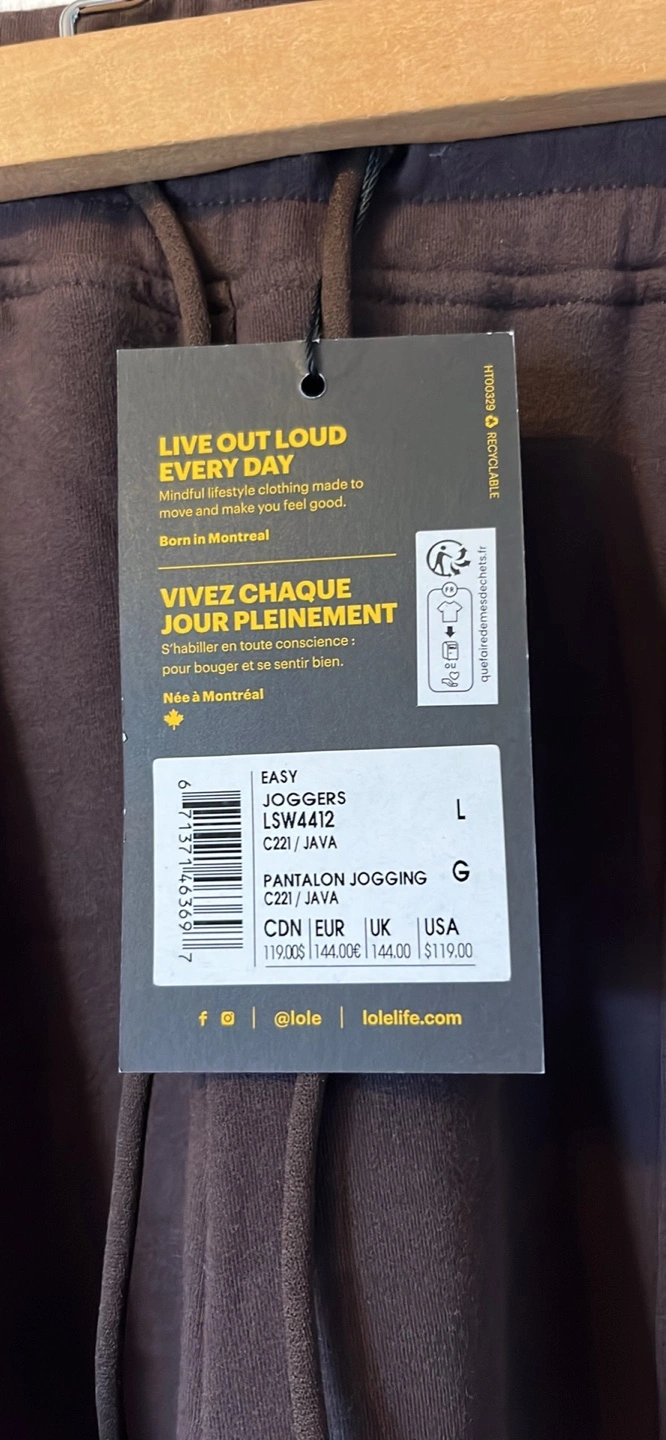 HT00329 RECYCLABLE
LIVE OUT LOUD
EVERY DAY
Mindful lifestyle clothing made to
move and make you feel good.
Born in Montreal
VIVEZ CHAQUE
JOUR PLEINEMENT
S'habiller en toute conscience :
pour bouger et se sentir bien.
Née à Montréal
FR
OU
quefairedemesdechets.fr
6 71371 46369 7
EASY
JOGGERS
LSW4412
C221 / JAVA
L
PANTALON JOGGING
C221 / JAVA
G
CDN EUR UK USA
119.00$ 144.00€ 144.00 $119.00
@lole | lolelife.com